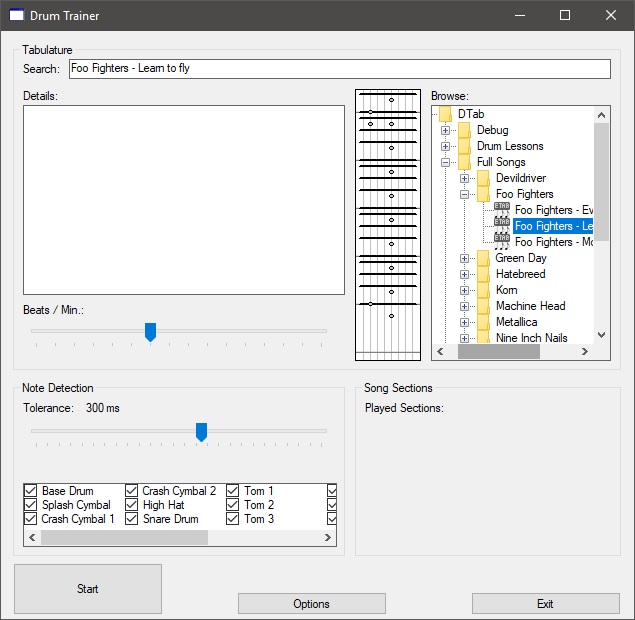 Drum Trainer
Tabulature
Search: Foo Fighters - Learn to fly
Details:
Browse:
DTab
Debug
Drum Lessons
Full Songs
Devildriver
Foo Fighters
Foo Fighters - Ev
Foo Fighters - Le
Foo Fighters - Mo
Green Day
Hatebreed
Korn
Machine Head
Metallica
Nine Inch Nails
Beats / Min.:
Note Detection
Tolerance: 300 ms
Base Drum Crash Cymbal 2 Tom 1
Splash Cymbal High Hat Tom 2
Crash Cymbal 1 Snare Drum Tom 3
Song Sections
Played Sections:
Start
Options
Exit